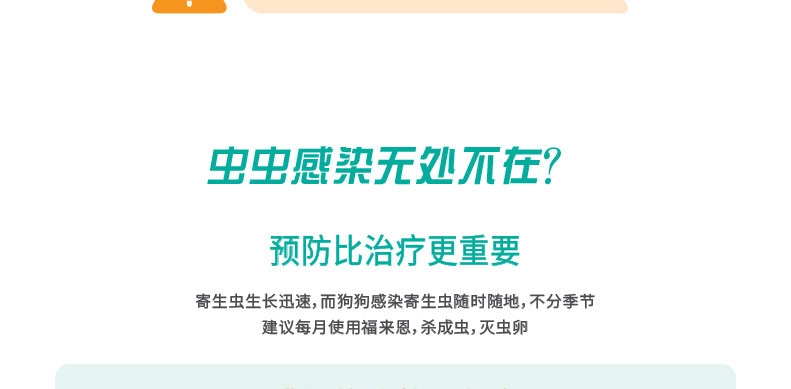 虫虫感染无处不在?
预防比治疗更重要
寄生虫生长迅速,而狗狗感染寄生虫随时随地,不分季节
建议每月使用福来恩,杀成虫,灭虫卵